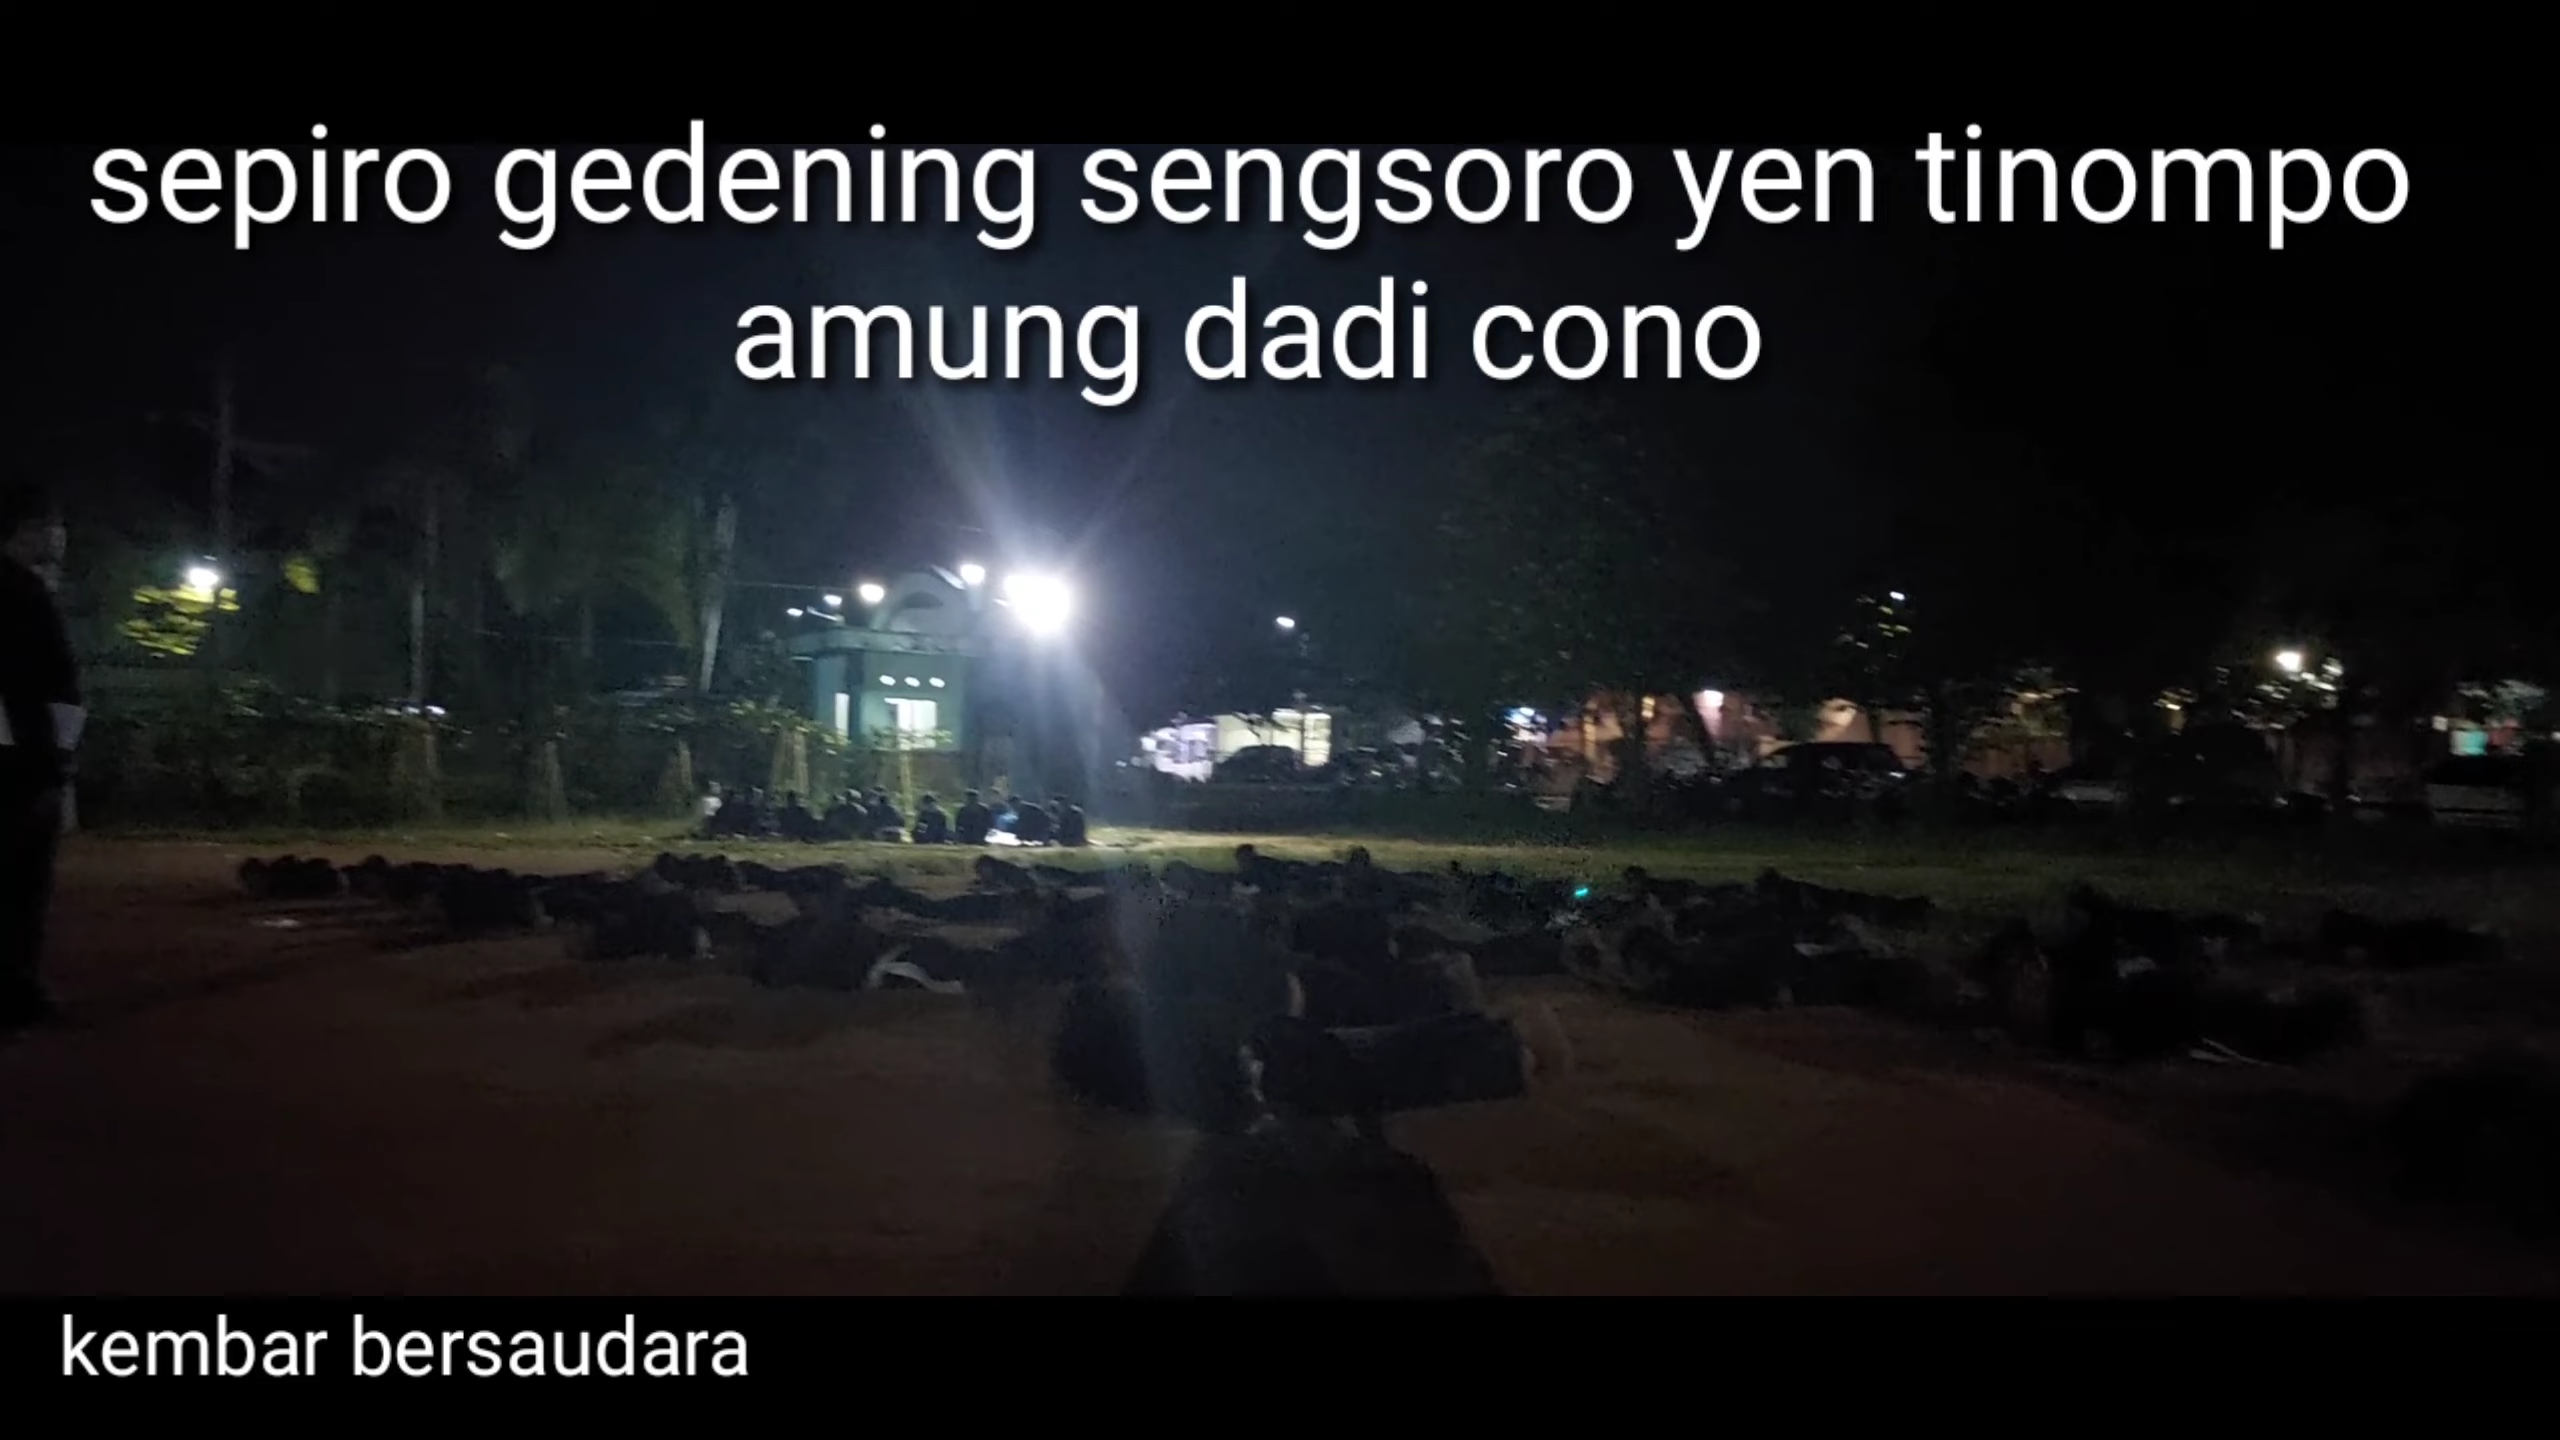 sepiro gedening sengsoro yen tinompo
amung dadi cono
kembar bersaudara